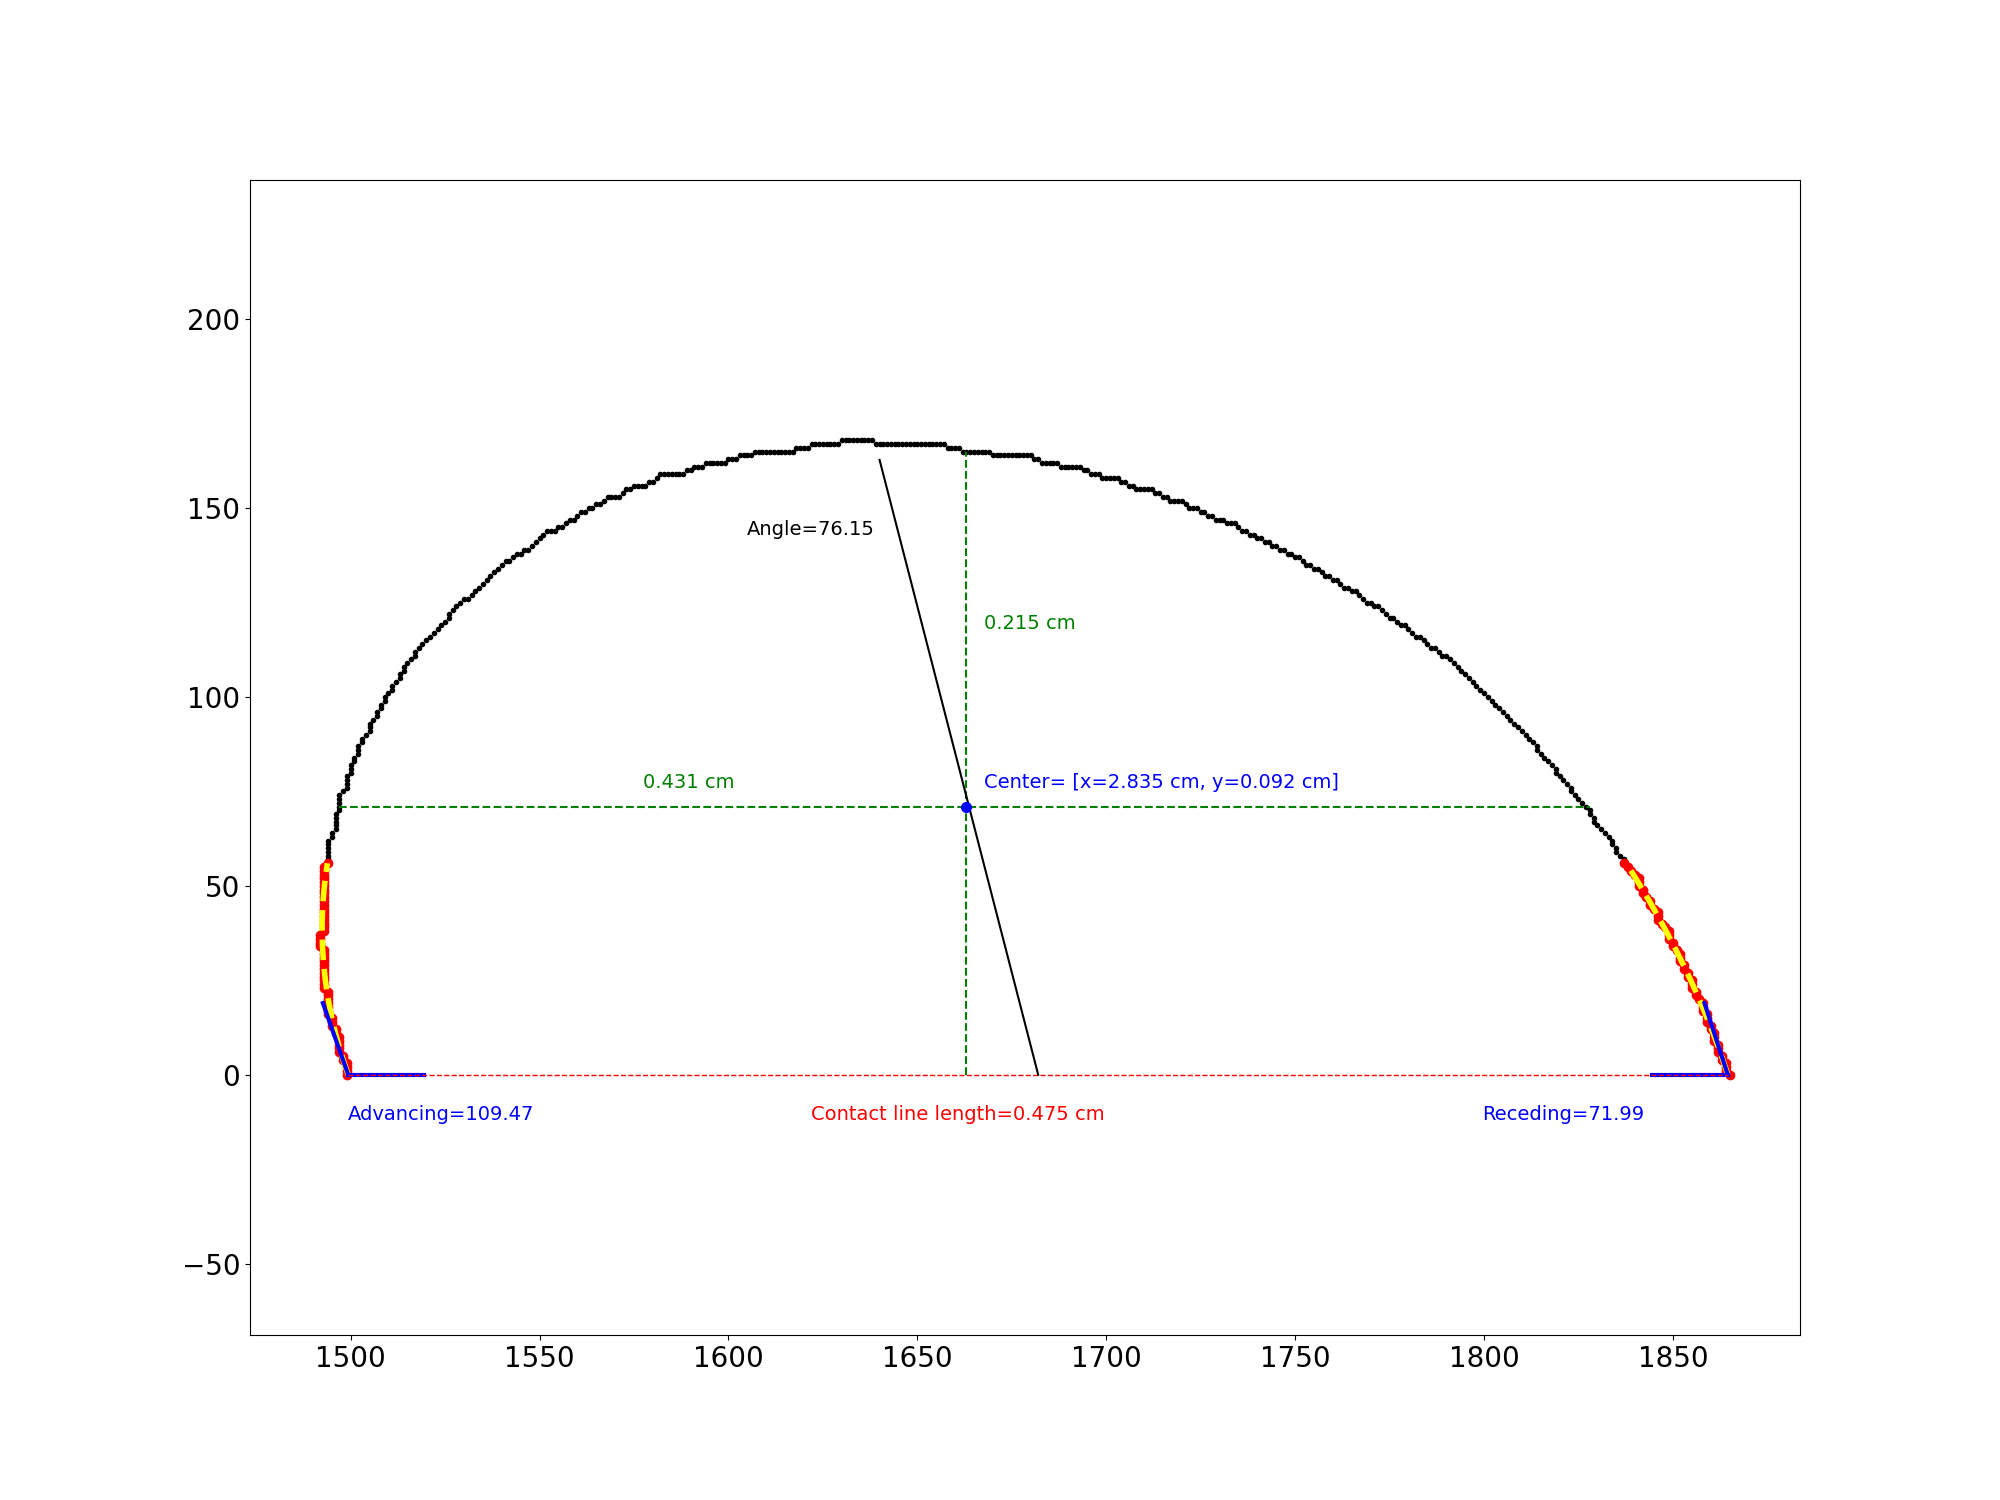 200
150
Angle=76.15
0.215 cm
100
0.431 cm
Center= [x=2.835 cm, y=0.092 cm]
50
0
Advancing=109.47
Contact line length=0.475 cm
Receding=71.99
−50
1500 1550 1600 1650 1700 1750 1800 1850